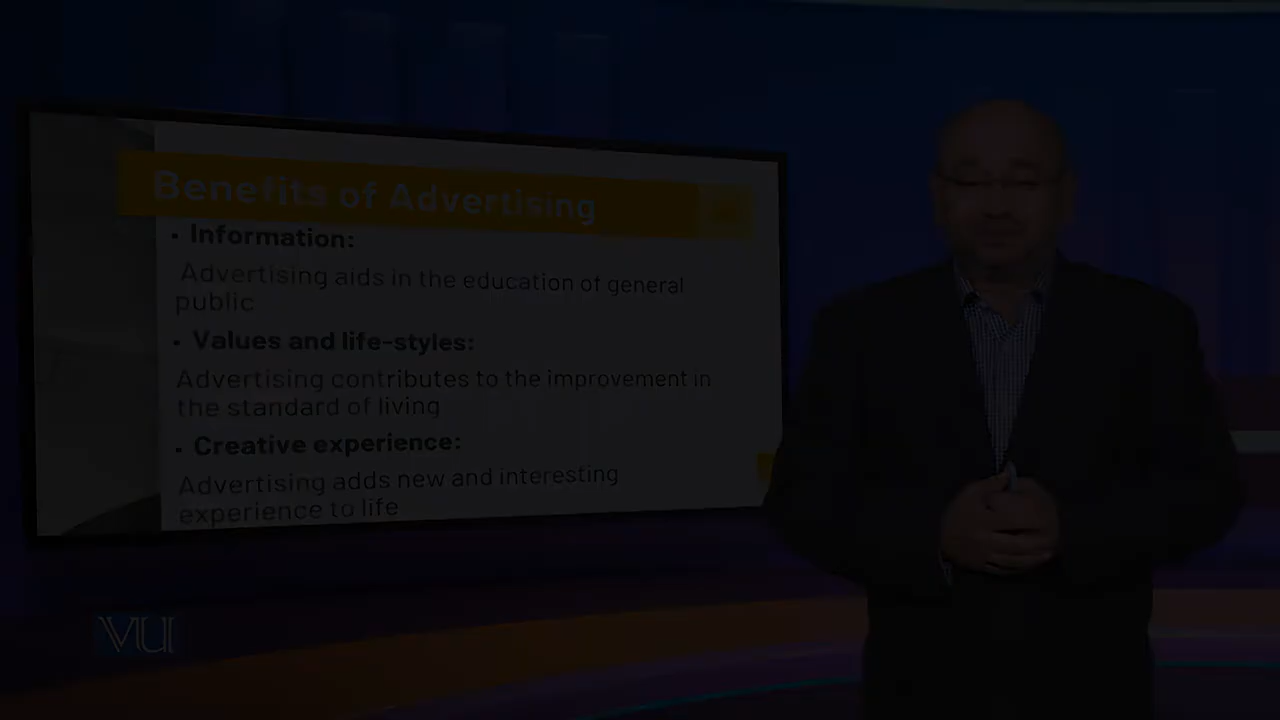 Benefits of Advertising
• Information:
Advertising aids in the education of general
public
• Values and life-styles:
Advertising contributes to the improvement in
the standard of living
• Creative experience:
Advertising adds new and interesting
experience to life
VU